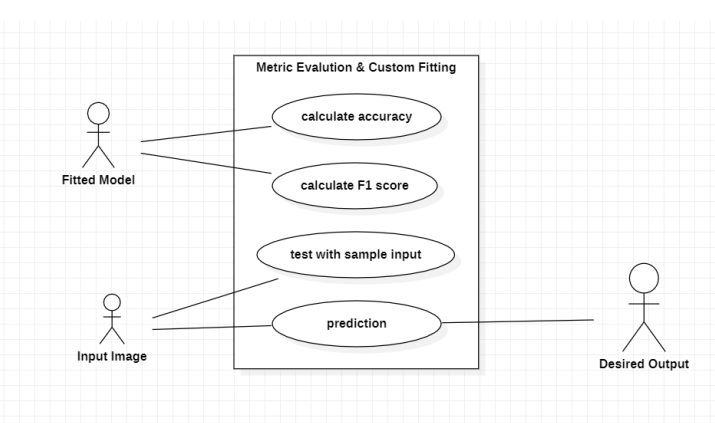 Metric Evalution & Custom Fitting
calculate accuracy
Fitted Model
calculate F1 score
test with sample input
prediction
Input Image
Desired Output